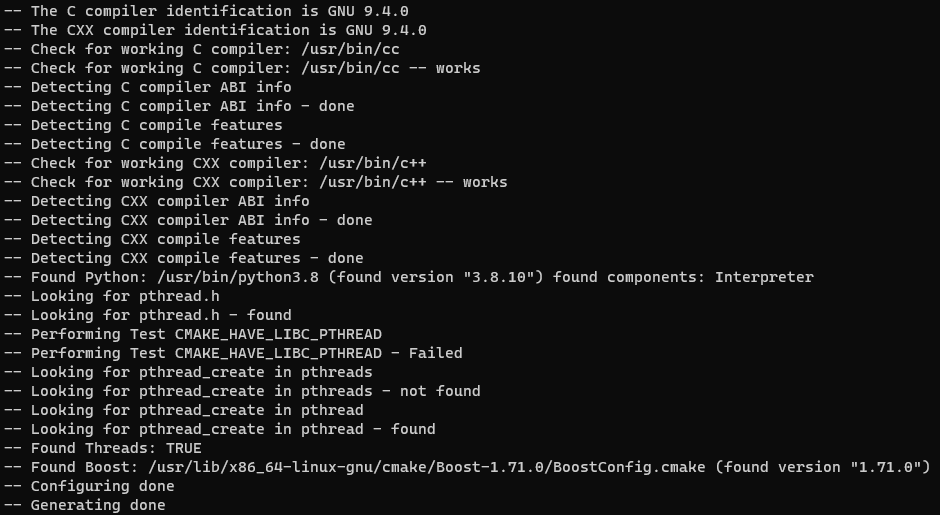 -- The C compiler identification is GNU 9.4.0
-- The CXX compiler identification is GNU 9.4.0
-- Check for working C compiler: /usr/bin/cc
-- Check for working C compiler: /usr/bin/cc -- works
-- Detecting C compiler ABI info
-- Detecting C compiler ABI info - done
-- Detecting C compile features
-- Detecting C compile features - done
-- Check for working CXX compiler: /usr/bin/c++
-- Check for working CXX compiler: /usr/bin/c++ -- works
-- Detecting CXX compiler ABI info
-- Detecting CXX compiler ABI info - done
-- Detecting CXX compile features
-- Detecting CXX compile features - done
-- Found Python: /usr/bin/python3.8 (found version "3.8.10") found components: Interpreter
-- Looking for pthread.h
-- Looking for pthread.h - found
-- Performing Test CMAKE_HAVE_LIBC_PTHREAD
-- Performing Test CMAKE_HAVE_LIBC_PTHREAD - Failed
-- Looking for pthread_create in pthreads
-- Looking for pthread_create in pthreads - not found
-- Looking for pthread_create in pthread
-- Looking for pthread_create in pthread - found
-- Found Threads: TRUE
-- Found Boost: /usr/lib/x86_64-linux-gnu/cmake/Boost-1.71.0/BoostConfig.cmake (found version "1.71.0")
-- Configuring done
-- Generating done